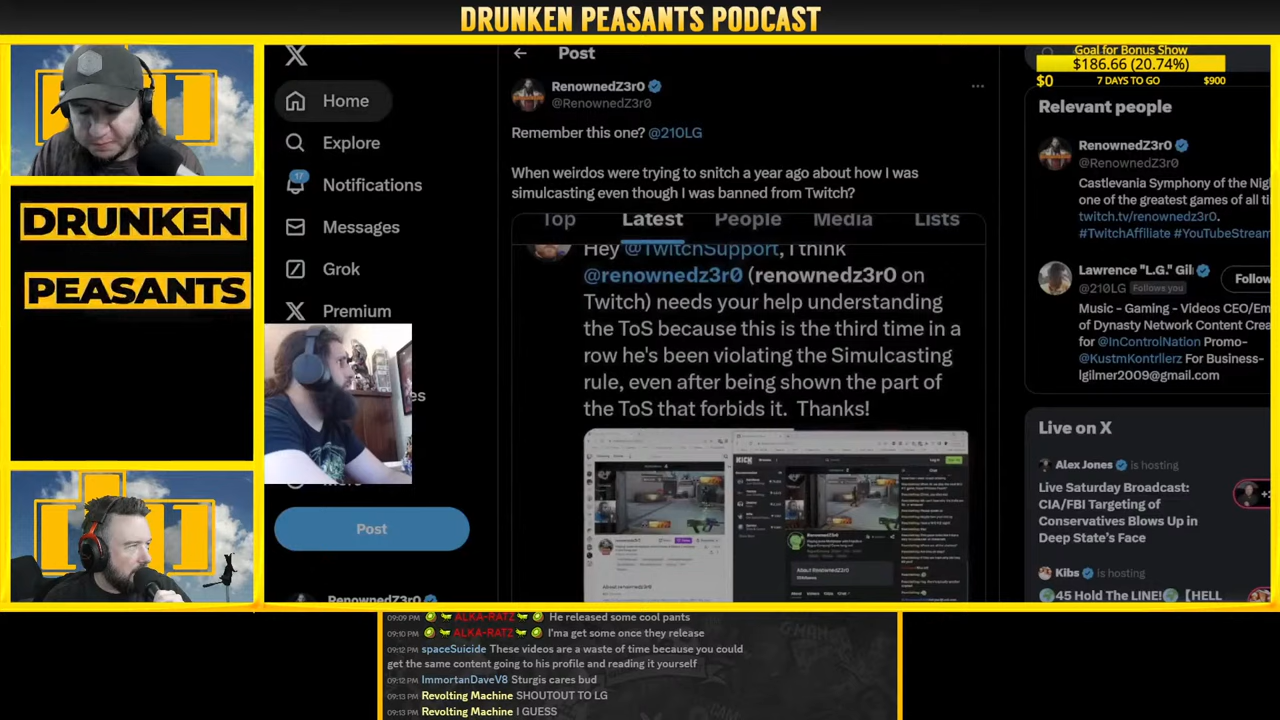 DRUNKEN PEASANTS PODCAST
DRUNKEN
PEASANTS
X
Home
Explore
17
Notifications
Messages
Grok
Premium
Post
RenownedZ3r0
Post
RenownedZ3r0
@RenownedZ3r0
Remember this one? @210LG
When weirdos were trying to snitch a year ago about how I was
simulcasting even though I was banned from Twitch?
Top Latest People Media Lists
Hey @TwitchSupport, I think
@renownedz3r0 (renownedz3r0 on
Twitch) needs your help understanding
the ToS because this is the third time in a
row he's been violating the Simulcasting
rule, even after being shown the part of
the ToS that forbids it. Thanks!
KICK
Goal for Bonus Show
$186.66 (20.74%)
$0 7 DAYS TO GO $900
Relevant people
RenownedZ3r0
@RenownedZ3r0
Castlevania Symphony of the Nig
one of the greatest games of all ti
twitch.tv/renownedz3r0.
#TwitchAffiliate #YouTubeStream
Lawrence "L.G." Gil
@210LG Follows you
Follow
Music - Gaming - Videos CEO/Em
of Dynasty Network Content Crea
for @InControlNation Promo-
@KustmKontrllerz For Business-
lgilmer2009@gmail.com
Live on X
Alex Jones is hosting
Live Saturday Broadcast:
CIA/FBI Targeting of
Conservatives Blows Up in
Deep State's Face
Kibs is hosting
45 Hold The LINE! 【HELL
09:09 PM ALKA-RATZ He released some cool pants
09:10 PM ALKA-RATZ I'ma get some once they release
09:12 PM spaceSuicide These videos are a waste of time because you could
get the same content going to his profile and reading it yourself
09:12 PM ImmortanDaveV8 Sturgis cares bud
09:13 PM Revolting Machine SHOUTOUT TO LG
09:13 PM Revolting Machine I GUESS